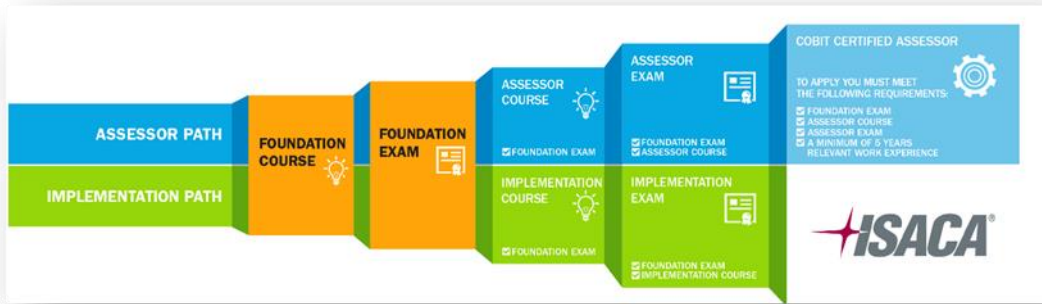 ASSESSOR PATH
IMPLEMENTATION PATH
FOUNDATION
COURSE
FOUNDATION
EXAM
ASSESSOR
COURSE
☑FOUNDATION EXAM
IMPLEMENTATION
COURSE
☑FOUNDATION EXAM
ASSESSOR
EXAM
☑FOUNDATION EXAM
☑ASSESSOR COURSE
IMPLEMENTATION
EXAM
☑FOUNDATION EXAM
☑IMPLEMENTATION COURSE
COBIT CERTIFIED ASSESSOR
TO APPLY YOU MUST MEET
THE FOLLOWING REQUIREMENTS:
☑ FOUNDATION EXAM
☑ ASSESSOR COURSE
☑ ASSESSOR EXAM
☑ A MINIMUM OF 5 YEARS
RELEVANT WORK EXPERIENCE
ISACA®